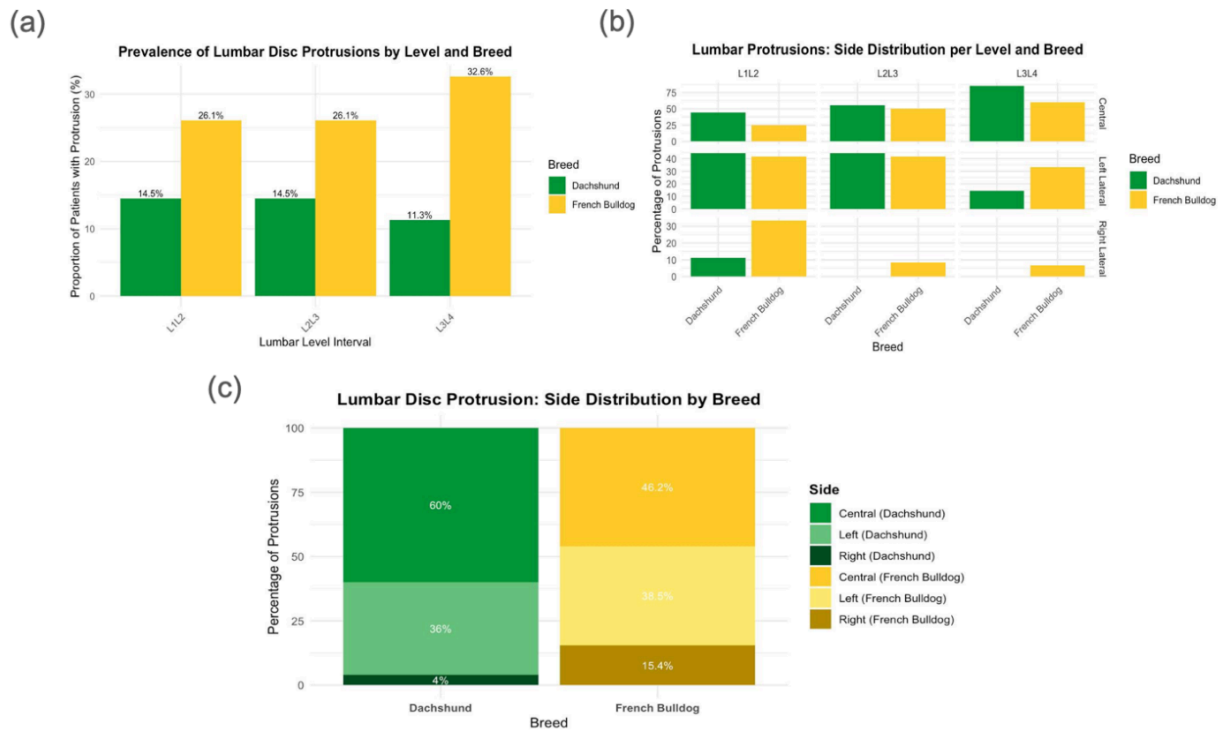 (a)
Prevalence of Lumbar Disc Protrusions by Level and Breed
Proportion of Patients with Protrusion (%)
30
20
10
0
14.5%
26.1%
14.5%
26.1%
11.3%
32.6%
L1L2
L2L3
L3L4
Lumbar Level Interval
Breed
Dachshund
French Bulldog
(b)
Lumbar Protrusions: Side Distribution per Level and Breed
L1L2
L2L3
L3L4
Percentage of Protrusions
75
50
25
0
Central
40
30
20
10
0
Left Lateral
30
20
10
0
Right Lateral
Dachshund
French Bulldog
Dachshund
French Bulldog
Dachshund
French Bulldog
Breed
Breed
Dachshund
French Bulldog
(c)
Lumbar Disc Protrusion: Side Distribution by Breed
Percentage of Protrusions
100
75
50
25
0
60%
36%
4%
46.2%
38.5%
15.4%
Dachshund
French Bulldog
Breed
Side
Central (Dachshund)
Left (Dachshund)
Right (Dachshund)
Central (French Bulldog)
Left (French Bulldog)
Right (French Bulldog)